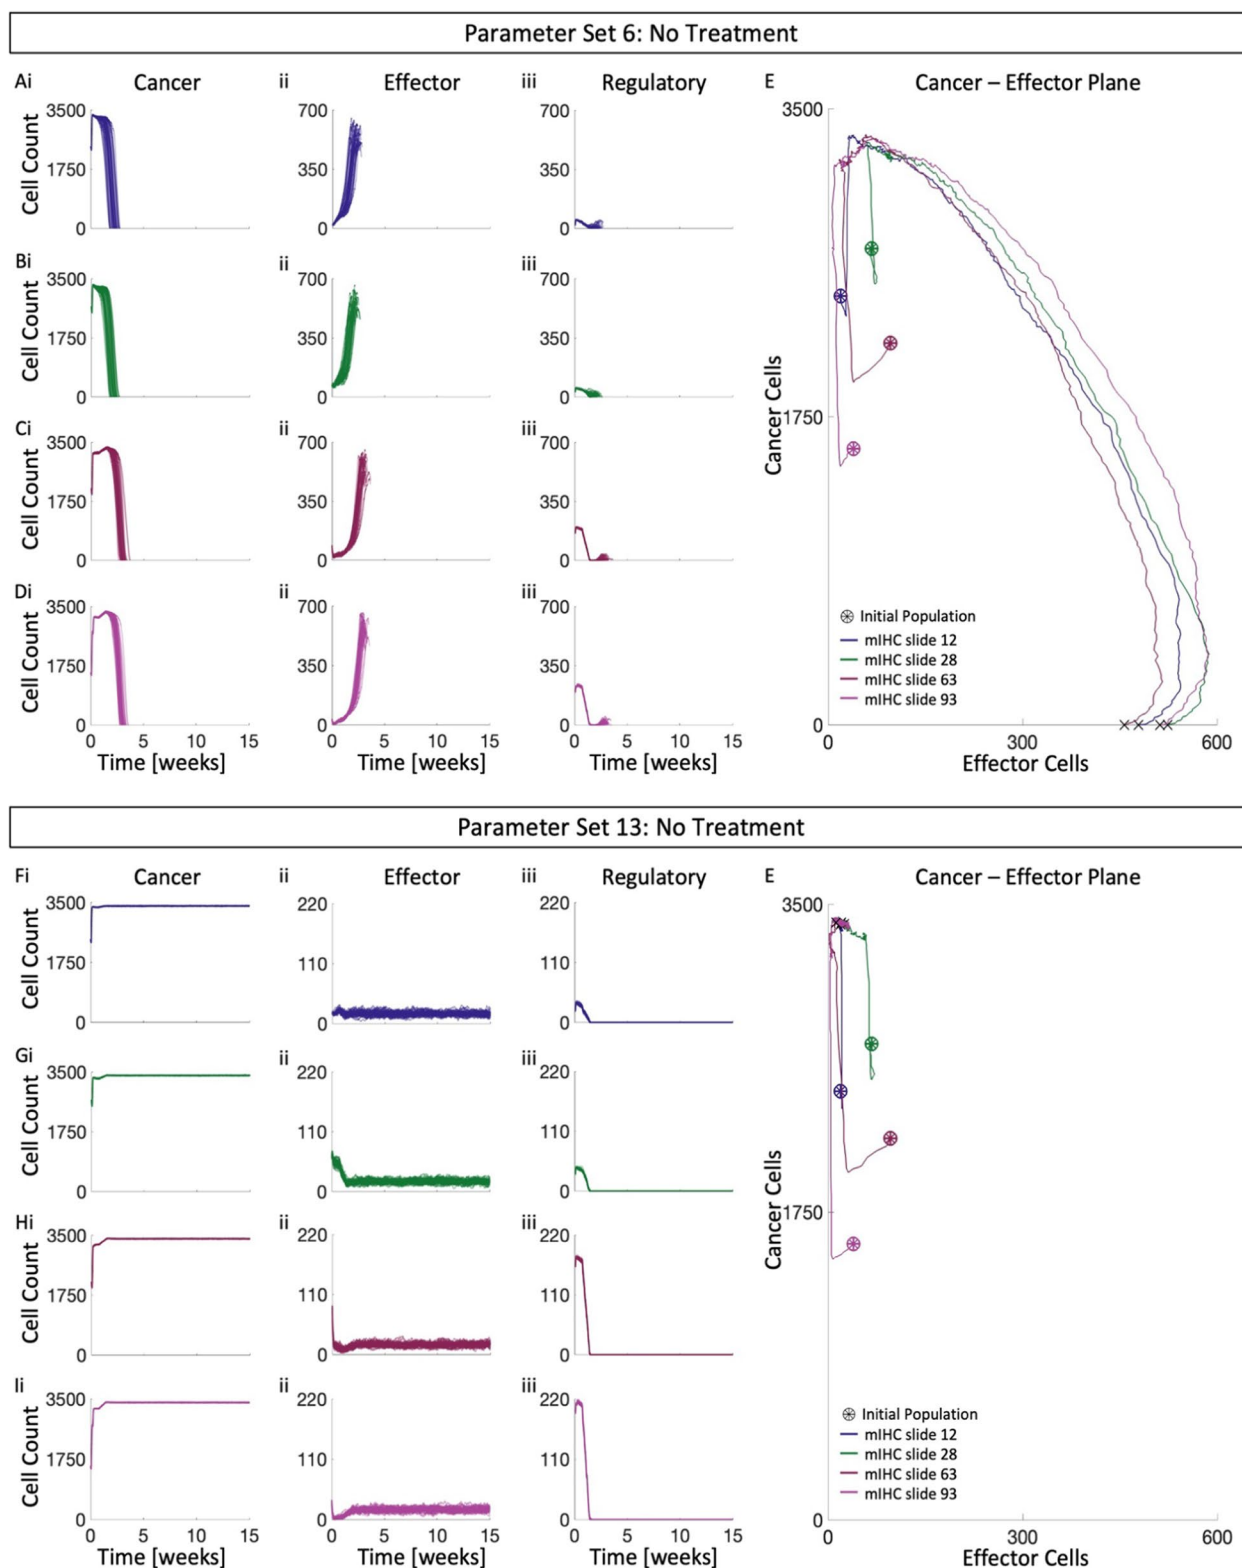 Parameter Set 6: No Treatment
Ai Cancer ii Effector iii Regulatory E Cancer – Effector Plane
3500 700 700 3500
Cell Count
1750 350 350
0 0 0
Bi ii iii
3500 700 700
Cell Count
1750 350 350
0 0 0
Ci ii iii
3500 700 700
Cell Count
1750 350 350
0 0 0
Di ii iii
3500 700 700
Cell Count
1750 350 350
0 0 0
0 5 10 15 0 5 10 15 0 5 10 15
Time [weeks] Time [weeks] Time [weeks]
Cancer Cells
1750
Initial Population
mIHC slide 12
mIHC slide 28
mIHC slide 63
mIHC slide 93
0
0 300 600
Effector Cells
Parameter Set 13: No Treatment
Fi Cancer ii Effector iii Regulatory E Cancer – Effector Plane
3500 220 220 3500
Cell Count
1750 110 110
0 0 0
Gi ii iii
3500 220 220
Cell Count
1750 110 110
0 0 0
Hi ii iii
3500 220 220
Cell Count
1750 110 110
0 0 0
Ii ii iii
3500 220 220
Cell Count
1750 110 110
0 0 0
0 5 10 15 0 5 10 15 0 5 10 15
Time [weeks] Time [weeks] Time [weeks]
Cancer Cells
1750
Initial Population
mIHC slide 12
mIHC slide 28
mIHC slide 63
mIHC slide 93
0
0 300 600
Effector Cells